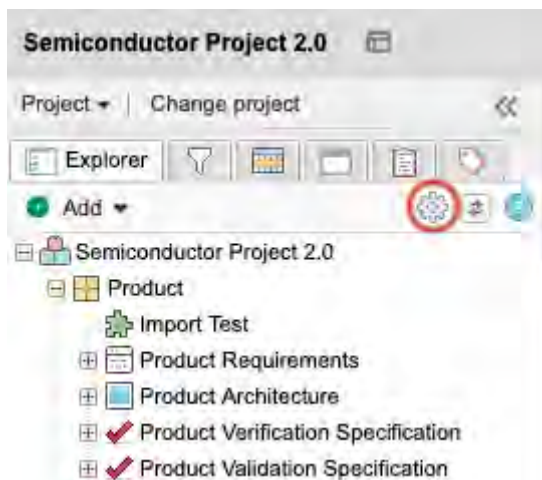 Semiconductor Project 2.0
Project | Change project
Explorer
Add
Semiconductor Project 2.0
Product
Import Test
Product Requirements
Product Architecture
Product Verification Specification
Product Validation Specification